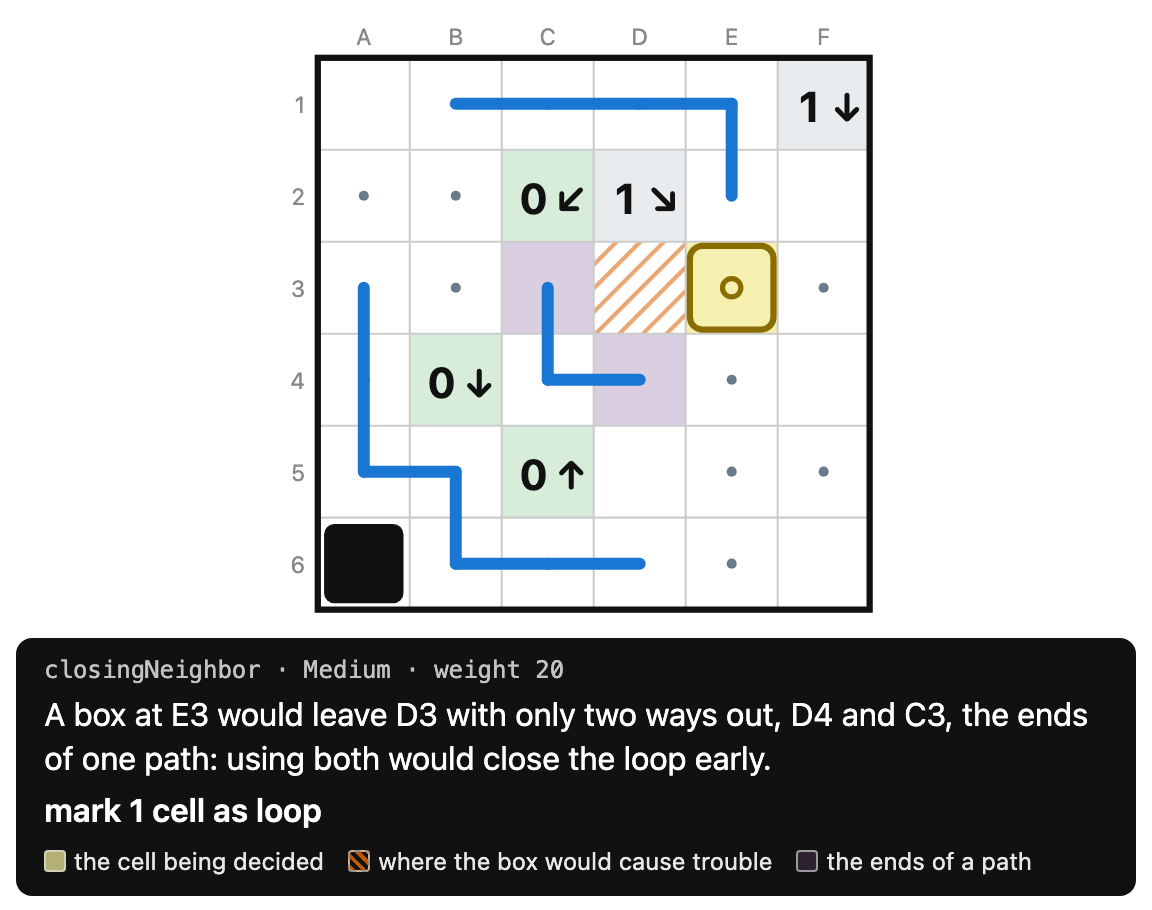 A B C D E F
1 1 ↓
2 0 ↙ 1 ↘
3
4 0 ↓
5 0 ↑
6
closingNeighbor · Medium · weight 20
A box at E3 would leave D3 with only two ways out, D4 and C3, the ends
of one path: using both would close the loop early.
mark 1 cell as loop
the cell being decided where the box would cause trouble the ends of a path